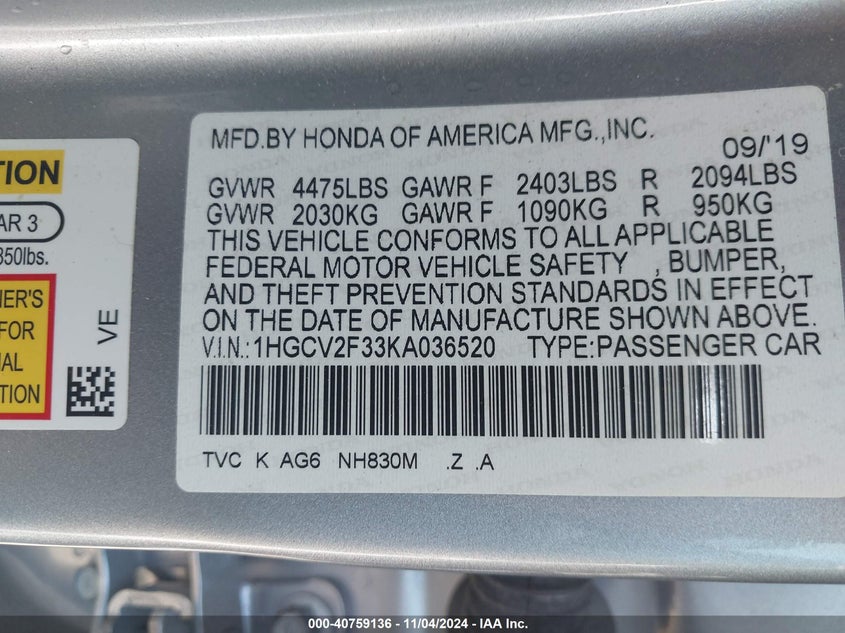 TION
AR 3
850lbs.
NER'S
FOR
IAL
TION
VE
MFD.BY HONDA OF AMERICA MFG.,INC.
09/'19
GVWR 4475LBS GAWR F 2403LBS R 2094LBS
GVWR 2030KG GAWR F 1090KG R 950KG
THIS VEHICLE CONFORMS TO ALL APPLICABLE
FEDERAL MOTOR VEHICLE SAFETY , BUMPER,
AND THEFT PREVENTION STANDARDS IN EFFECT
ON THE DATE OF MANUFACTURE SHOWN ABOVE.
V.I.N.:1HGCV2F33KA036520 TYPE:PASSENGER CAR
TVC K AG6 NH830M .Z .A
000-40759136 - 11/04/2024 - IAA Inc.